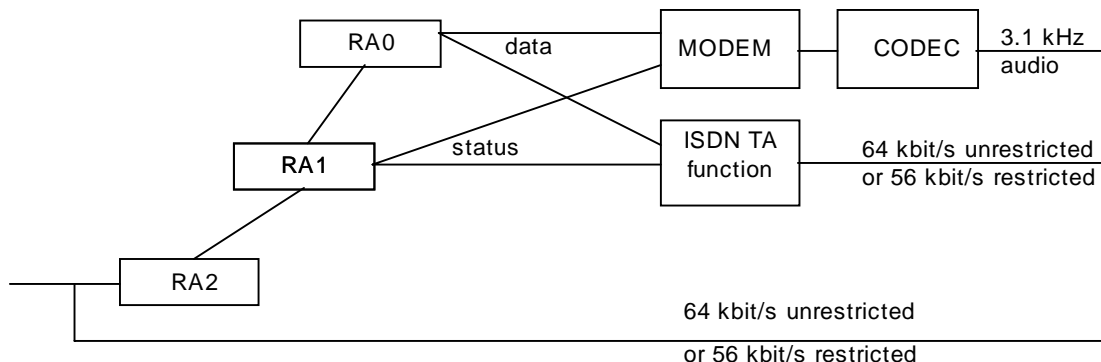 RA0
data
MODEM
CODEC
3.1 kHz
audio
RA1
status
ISDN TA
function
64 kbit/s unrestricted
or 56 kbit/s restricted
RA2
64 kbit/s unrestricted
or 56 kbit/s restricted